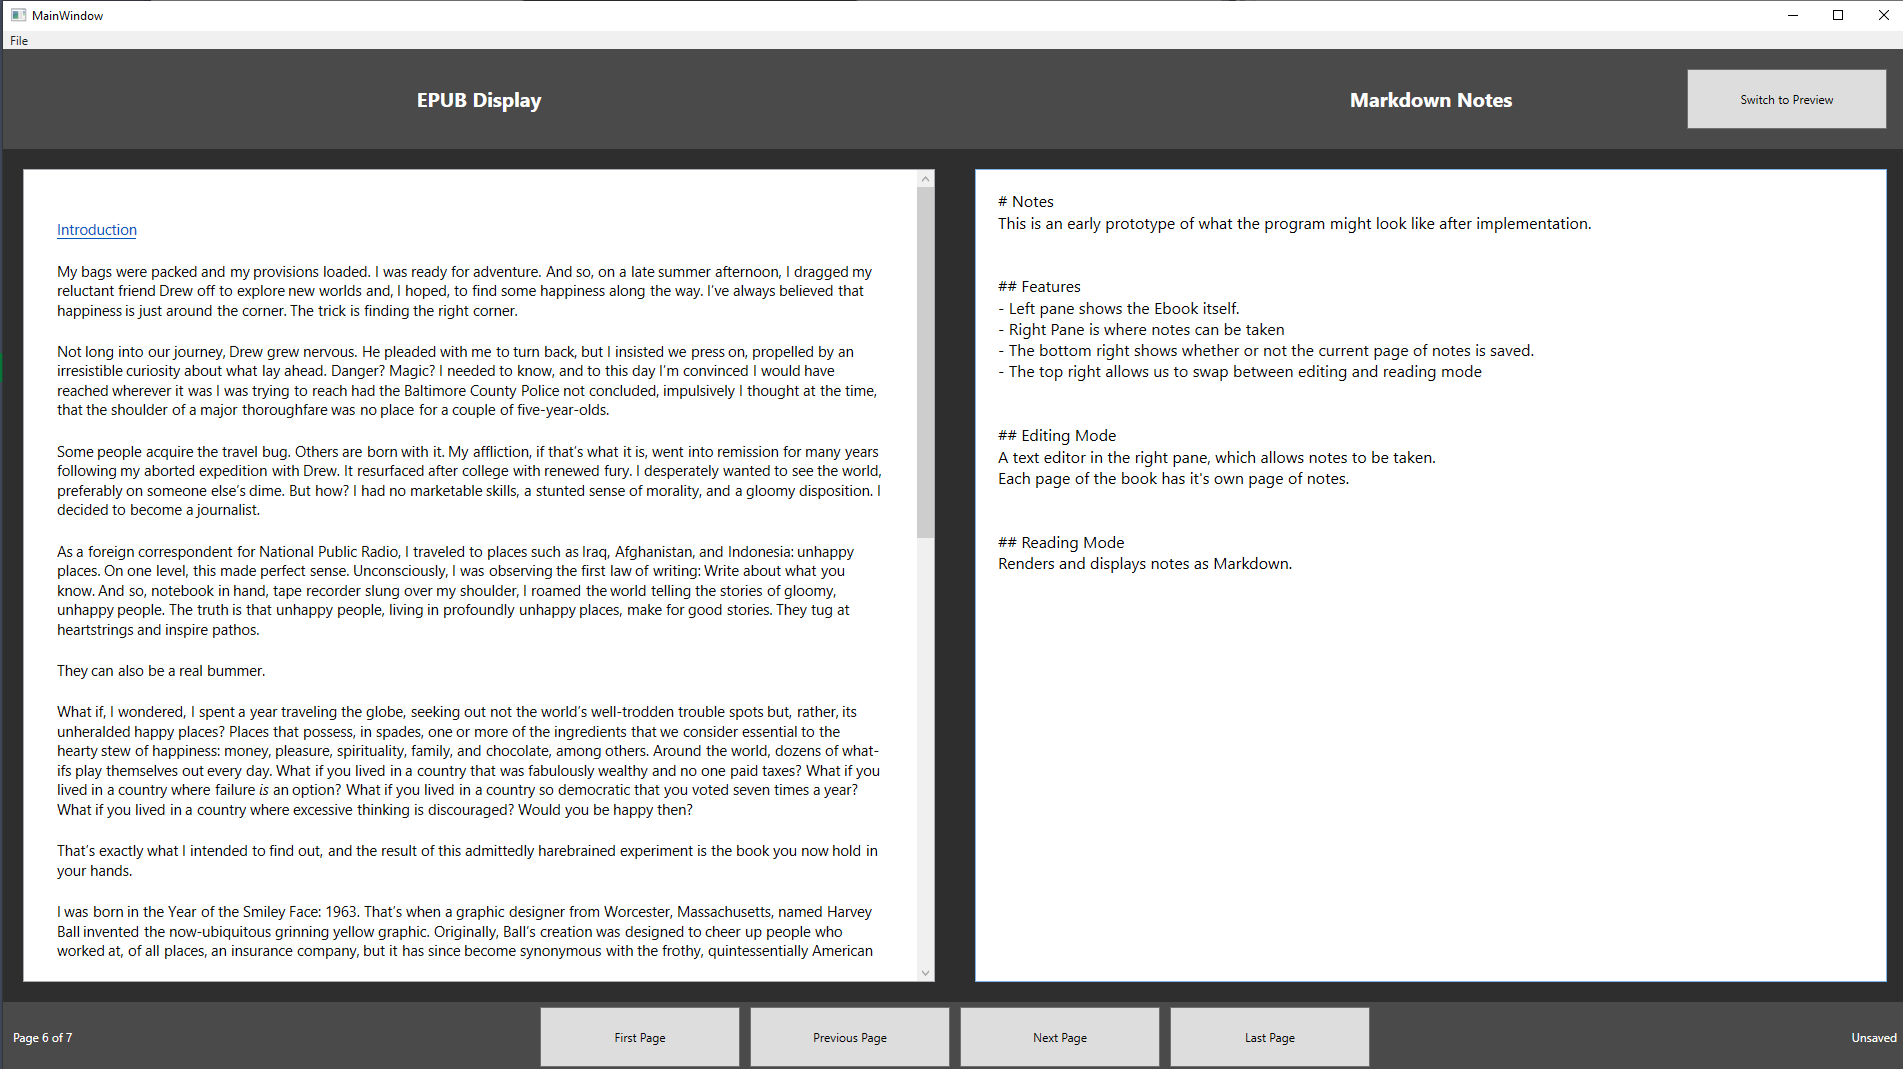 MainWindow
File
EPUB Display
Markdown Notes
Switch to Preview
Introduction
My bags were packed and my provisions loaded. I was ready for adventure. And so, on a late summer afternoon, I dragged my
reluctant friend Drew off to explore new worlds and, I hoped, to find some happiness along the way. I've always believed that
happiness is just around the corner. The trick is finding the right corner.
Not long into our journey, Drew grew nervous. He pleaded with me to turn back, but I insisted we press on, propelled by an
irresistible curiosity about what lay ahead. Danger? Magic? I needed to know, and to this day I'm convinced I would have
reached wherever it was I was trying to reach had the Baltimore County Police not concluded, impulsively I thought at the time,
that the shoulder of a major thoroughfare was no place for a couple of five-year-olds.
Some people acquire the travel bug. Others are born with it. My affliction, if that's what it is, went into remission for many years
following my aborted expedition with Drew. It resurfaced after college with renewed fury. I desperately wanted to see the world,
preferably on someone else's dime. But how? I had no marketable skills, a stunted sense of morality, and a gloomy disposition. I
decided to become a journalist.
As a foreign correspondent for National Public Radio, I traveled to places such as Iraq, Afghanistan, and Indonesia: unhappy
places. On one level, this made perfect sense. Unconsciously, I was observing the first law of writing: Write about what you
know. And so, notebook in hand, tape recorder slung over my shoulder, I roamed the world telling the stories of gloomy,
unhappy people. The truth is that unhappy people, living in profoundly unhappy places, make for good stories. They tug at
heartstrings and inspire pathos.
They can also be a real bummer.
What if, I wondered, I spent a year traveling the globe, seeking out not the world's well-trodden trouble spots but, rather, its
unheralded happy places? Places that possess, in spades, one or more of the ingredients that we consider essential to the
hearty stew of happiness: money, pleasure, spirituality, family, and chocolate, among others. Around the world, dozens of what-
ifs play themselves out every day. What if you lived in a country that was fabulously wealthy and no one paid taxes? What if you
lived in a country where failure is an option? What if you lived in a country so democratic that you voted seven times a year?
What if you lived in a country where excessive thinking is discouraged? Would you be happy then?
That's exactly what I intended to find out, and the result of this admittedly harebrained experiment is the book you now hold in
your hands.
I was born in the Year of the Smiley Face: 1963. That's when a graphic designer from Worcester, Massachusetts, named Harvey
Ball invented the now-ubiquitous grinning yellow graphic. Originally, Ball's creation was designed to cheer up people who
worked at, of all places, an insurance company, but it has since become synonymous with the frothy, quintessentially American
# Notes
This is an early prototype of what the program might look like after implementation.
## Features
- Left pane shows the Ebook itself.
- Right Pane is where notes can be taken
- The bottom right shows whether or not the current page of notes is saved.
- The top right allows us to swap between editing and reading mode
## Editing Mode
A text editor in the right pane, which allows notes to be taken.
Each page of the book has it's own page of notes.
## Reading Mode
Renders and displays notes as Markdown.
Page 6 of 7
First Page
Previous Page
Next Page
Last Page
Unsaved